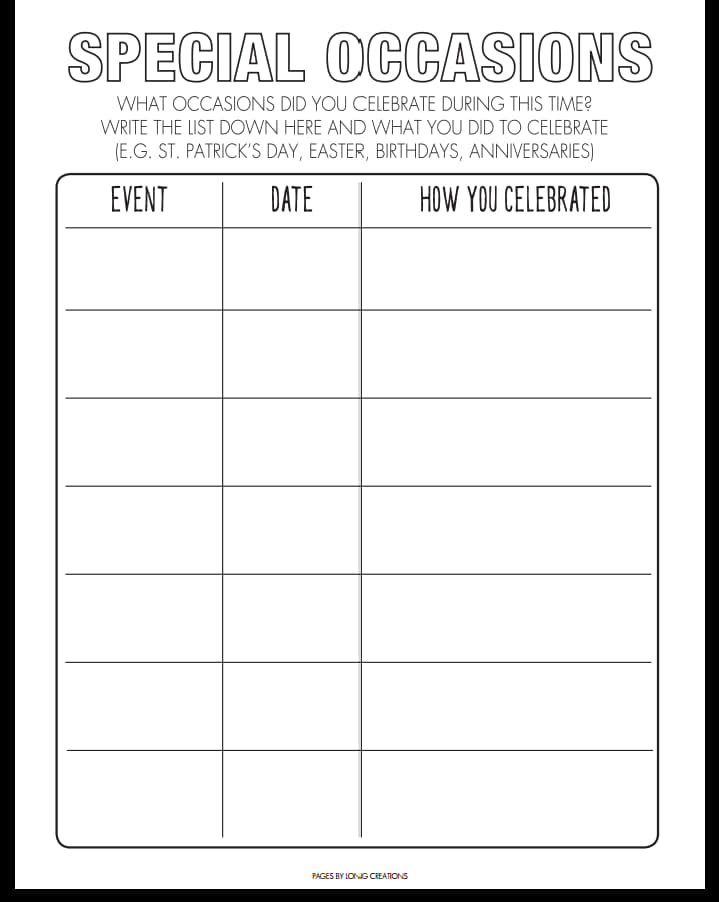 SPECIAL OCCASIONS
WHAT OCCASIONS DID YOU CELEBRATE DURING THIS TIME?
WRITE THE LIST DOWN HERE AND WHAT YOU DID TO CELEBRATE
(E.G. ST. PATRICK'S DAY, EASTER, BIRTHDAYS, ANNIVERSARIES)
EVENT DATE HOW YOU CELEBRATED
PAGES BY LONG CREATIONS